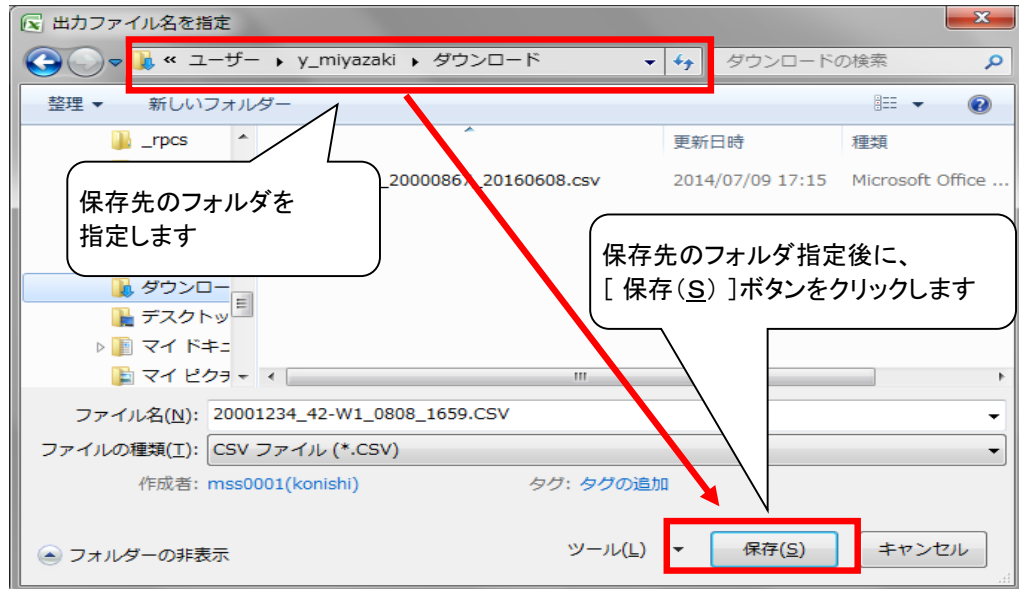 出力ファイル名を指定
« ユーザー ▸ y_miyazaki ▸ ダウンロード
ダウンロードの検索
整理 ▼ 新しいフォルダー
_rpcs
更新日時 種類
_20000867_20160608.csv 2014/07/09 17:15 Microsoft Office ...
保存先のフォルダを
指定します
保存先のフォルダ指定後に、
[ 保存(S) ]ボタンをクリックします
ダウンロー
デスクトッ
マイ ドキ
マイ ピク
ファイル名(N): 20001234_42-W1_0808_1659.CSV
ファイルの種類(T): CSV ファイル (*.CSV)
作成者: mss0001(konishi) タグ: タグの追加
フォルダーの非表示 ツール(L) ▼ 保存(S) キャンセル